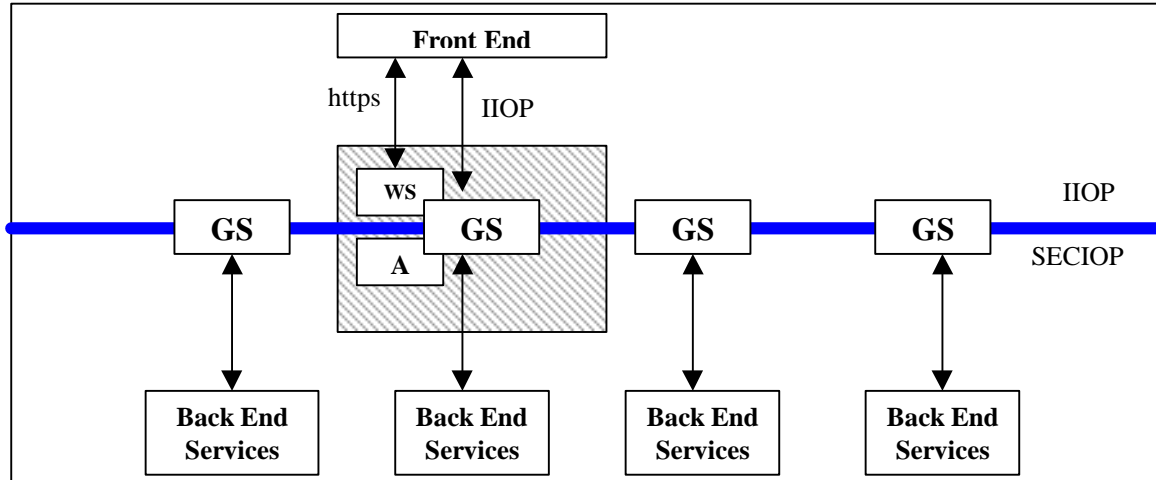 Front End
https
IIOP
WS
IIOP
GS
GS
GS
GS
SECIOP
A
Back End
Services
Back End
Services
Back End
Services
Back End
Services